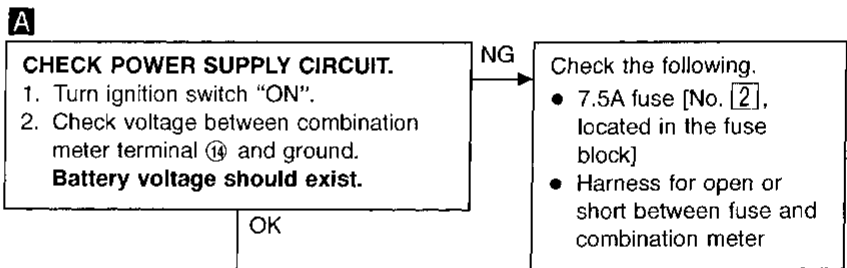 A
CHECK POWER SUPPLY CIRCUIT.
1. Turn ignition switch “ON”.
2. Check voltage between combination
meter terminal ⑭ and ground.
Battery voltage should exist.
NG
Check the following.
● 7.5A fuse [No. 2,
located in the fuse
block]
● Harness for open or
short between fuse and
combination meter
OK